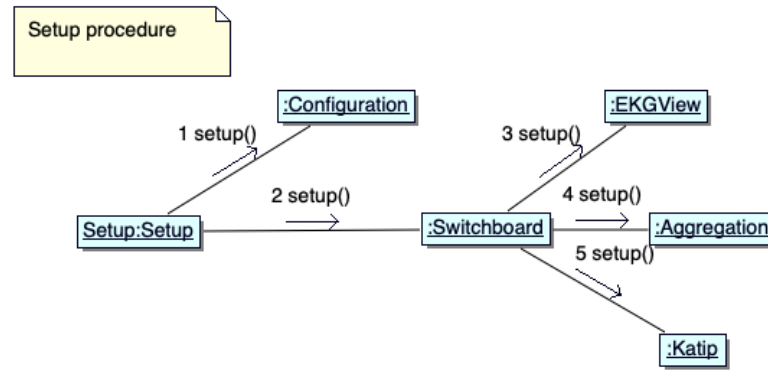 Setup procedure
:Configuration
:EKGView
1 setup()
3 setup()
2 setup()
4 setup()
Setup:Setup
:Switchboard
:Aggregation
5 setup()
:Katip